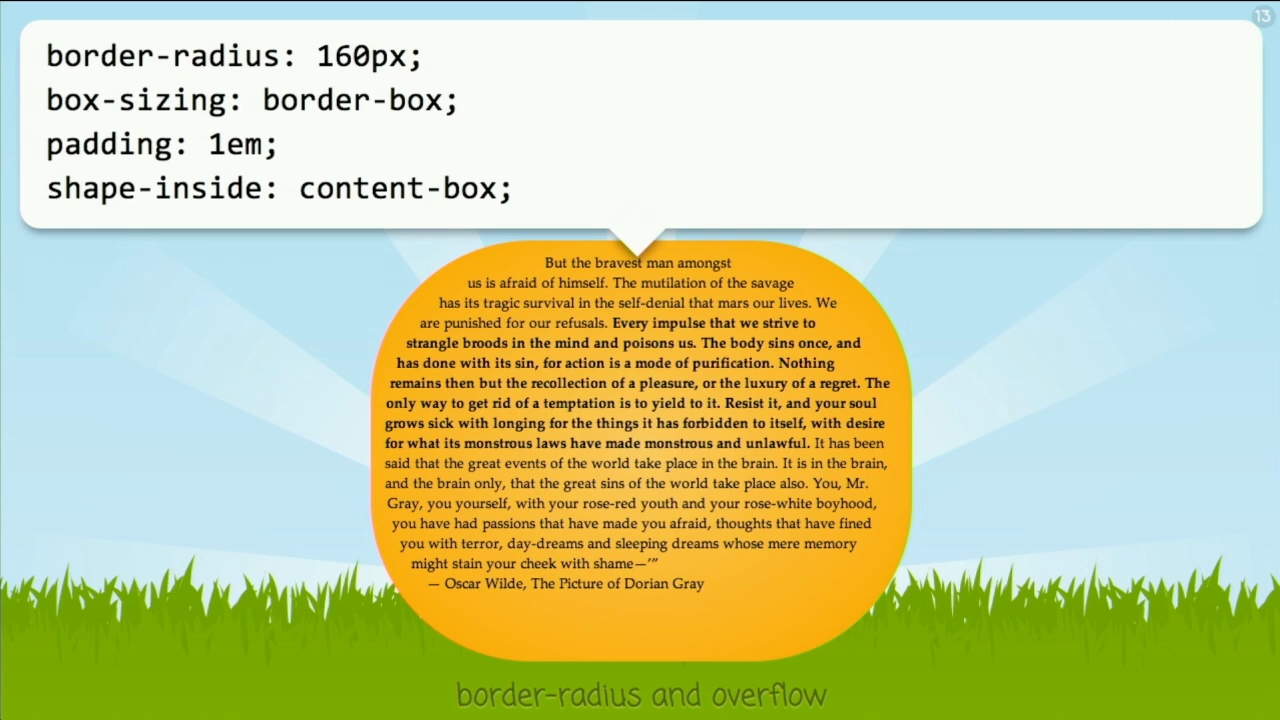 13
border-radius: 160px;
box-sizing: border-box;
padding: 1em;
shape-inside: content-box;
But the bravest man amongst
us is afraid of himself. The mutilation of the savage
has its tragic survival in the self-denial that mars our lives. We
are punished for our refusals. Every impulse that we strive to
strangle broods in the mind and poisons us. The body sins once, and
has done with its sin, for action is a mode of purification. Nothing
remains then but the recollection of a pleasure, or the luxury of a regret. The
only way to get rid of a temptation is to yield to it. Resist it, and your soul
grows sick with longing for the things it has forbidden to itself, with desire
for what its monstrous laws have made monstrous and unlawful. It has been
said that the great events of the world take place in the brain. It is in the brain,
and the brain only, that the great sins of the world take place also. You, Mr.
Gray, you yourself, with your rose-red youth and your rose-white boyhood,
you have had passions that have made you afraid, thoughts that have fined
you with terror, day-dreams and sleeping dreams whose mere memory
might stain your cheek with shame—’”
— Oscar Wilde, The Picture of Dorian Gray
border-radius and overflow